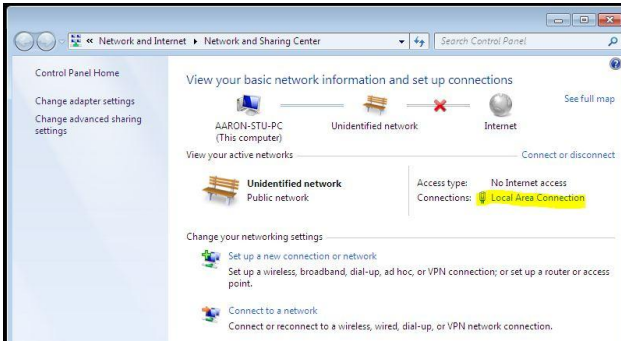 « Network and Internet ▸ Network and Sharing Center
Search Control Panel
Control Panel Home
Change adapter settings
Change advanced sharing
settings
View your basic network information and set up connections
See full map
AARON-STU-PC
(This computer)
Unidentified network
Internet
View your active networks
Connect or disconnect
Unidentified network
Public network
Access type: No Internet access
Connections: Local Area Connection
Change your networking settings
Set up a new connection or network
Set up a wireless, broadband, dial-up, ad hoc, or VPN connection; or set up a router or access
point.
Connect to a network
Connect or reconnect to a wireless, wired, dial-up, or VPN network connection.